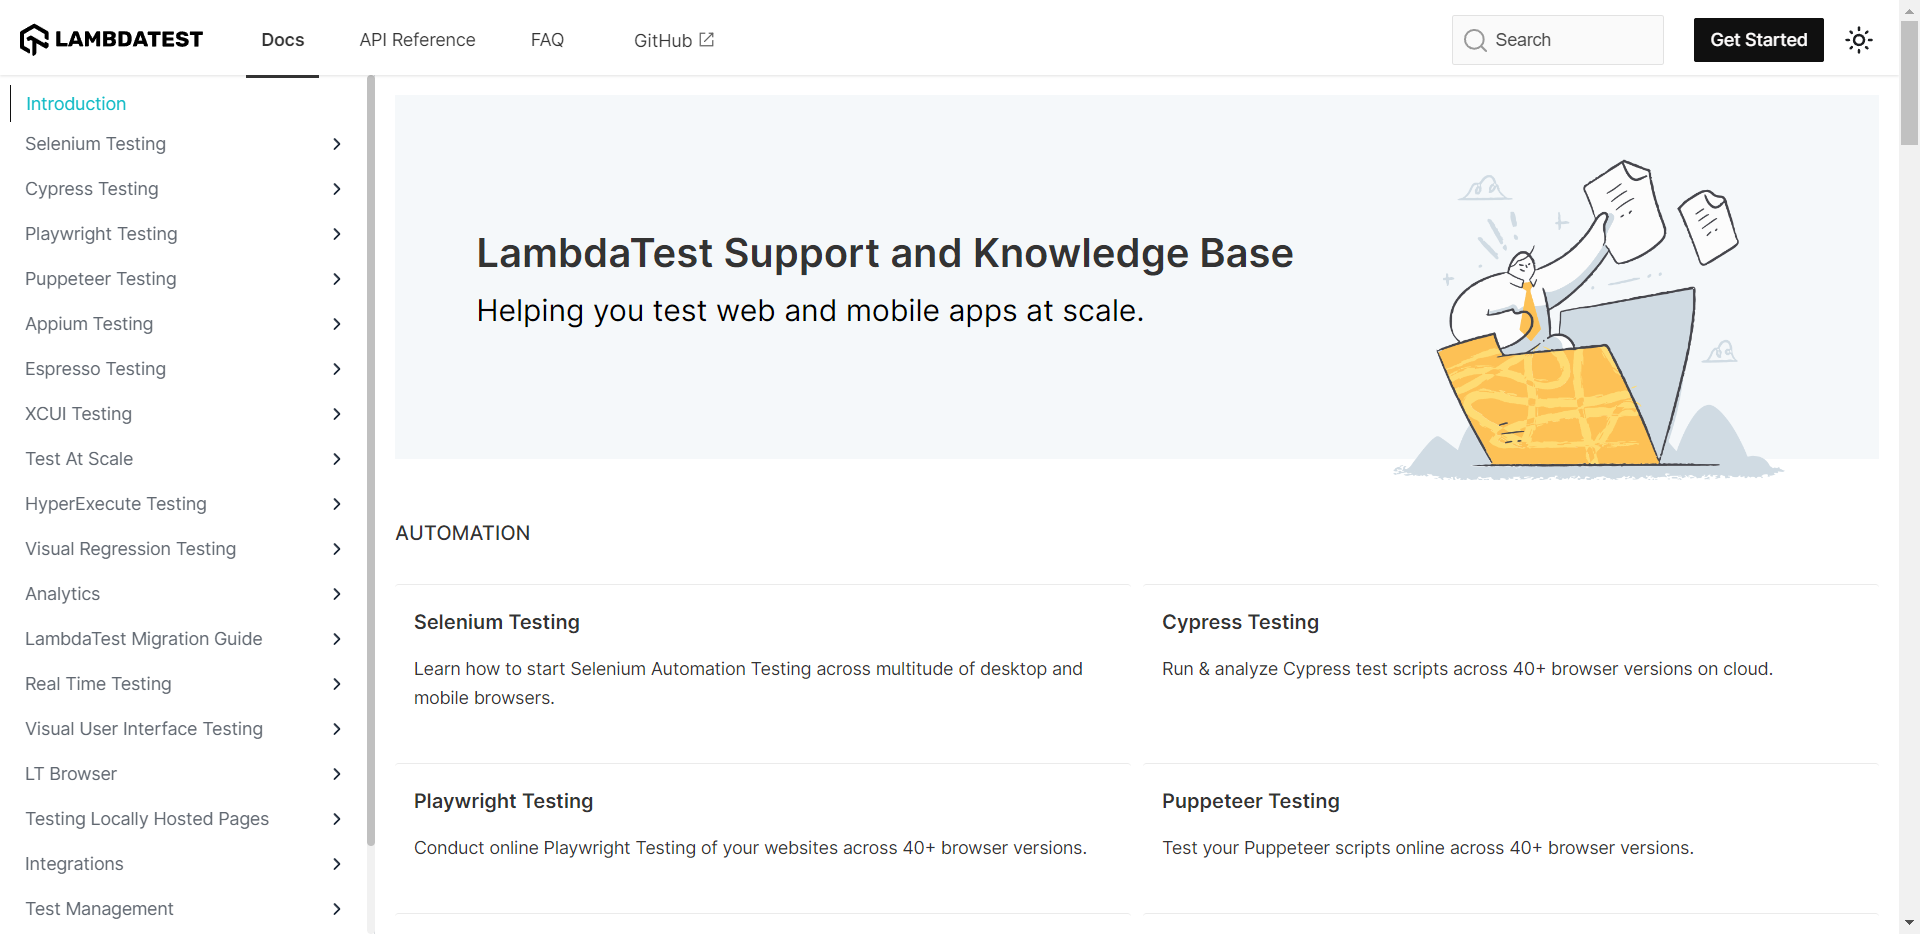 LAMBDATEST
Docs
API Reference
FAQ
GitHub
Search
Get Started
Introduction
Selenium Testing
Cypress Testing
Playwright Testing
Puppeteer Testing
Appium Testing
Espresso Testing
XCUI Testing
Test At Scale
HyperExecute Testing
Visual Regression Testing
Analytics
LambdaTest Migration Guide
Real Time Testing
Visual User Interface Testing
LT Browser
Testing Locally Hosted Pages
Integrations
Test Management
LambdaTest Support and Knowledge Base
Helping you test web and mobile apps at scale.
AUTOMATION
Selenium Testing
Learn how to start Selenium Automation Testing across multitude of desktop and
mobile browsers.
Cypress Testing
Run & analyze Cypress test scripts across 40+ browser versions on cloud.
Playwright Testing
Conduct online Playwright Testing of your websites across 40+ browser versions.
Puppeteer Testing
Test your Puppeteer scripts online across 40+ browser versions.